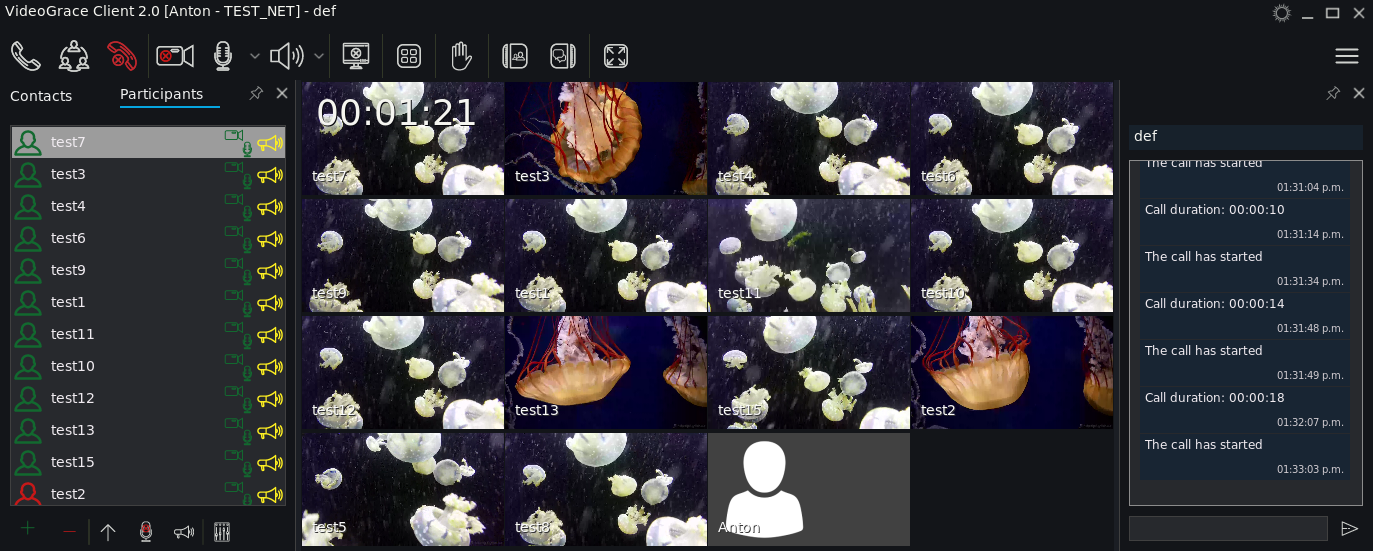 VideoGrace Client 2.0 [Anton - TEST_NET] - def
Contacts
Participants
test7
test3
test4
test6
test9
test1
test11
test10
test12
test13
test15
test2
00:01:21
test7
test3
test4
test6
test9
test1
test11
test10
test12
test13
test15
test2
test5
test8
Anton
def
The call has started
01:31:04 p.m.
Call duration: 00:00:10
01:31:14 p.m.
The call has started
01:31:34 p.m.
Call duration: 00:00:14
01:31:48 p.m.
The call has started
01:31:49 p.m.
Call duration: 00:00:18
01:32:07 p.m.
The call has started
01:33:03 p.m.